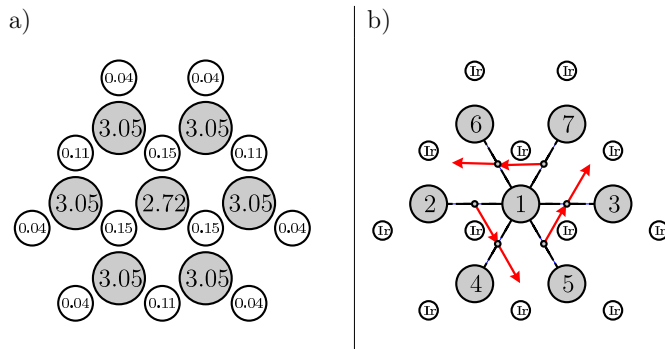 a)
0.04 0.04
3.05 3.05
0.11 0.15 0.11
3.05 2.72 3.05
0.04 0.15 0.15 0.04
3.05 3.05
0.04 0.11 0.04
b)
Ir Ir
6 7
Ir Ir Ir
2 1 3
Ir Ir Ir Ir
4 5
Ir Ir Ir